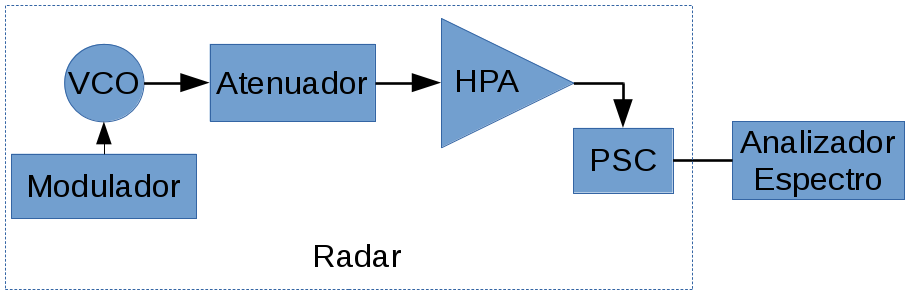 VCO
Atenuador
HPA
Modulador
PSC
Analizador
Espectro
Radar